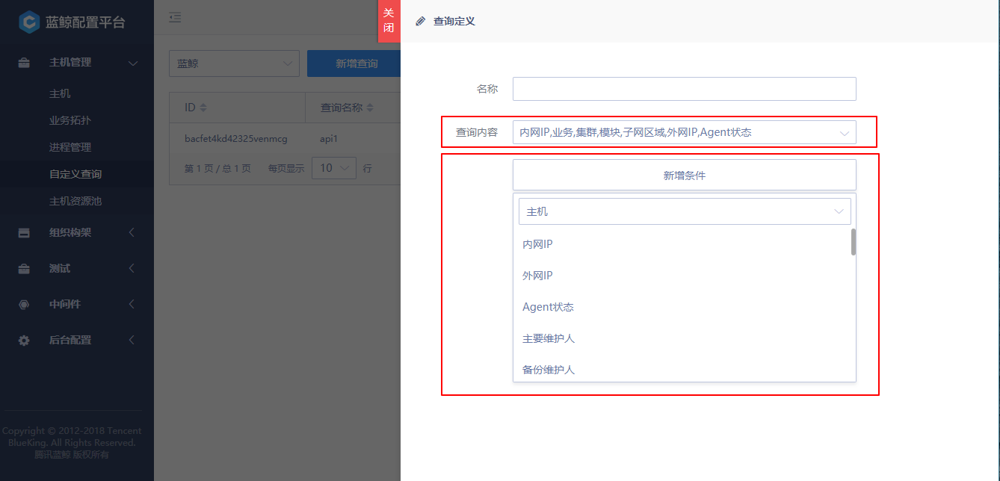 蓝鲸配置平台
主机管理
主机
业务拓扑
进程管理
自定义查询
主机资源池
组织构架
测试
中间件
后台配置
Copyright © 2012-2018 Tencent
BlueKing. All Rights Reserved.
腾讯蓝鲸 版权所有
蓝鲸
新增查询
ID 查询名称
bacfet4kd42325venmcg api1
第 1 页 / 总 1 页 每页显示 10 行
关
闭
查询定义
名称
查询内容 内网IP,业务,集群,模块,子网区域,外网IP,Agent状态
新增条件
主机
内网IP
外网IP
Agent状态
主要维护人
备份维护人